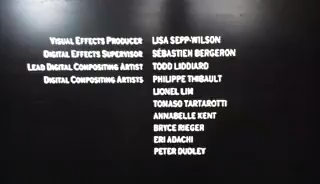 VISUAL EFFECTS PRODUCER LISA SEPP-WILSON
DIGITAL EFFECTS SUPERVISOR SÉBASTIEN BERGERON
LEAD DIGITAL COMPOSITING ARTIST TODD LIDDIARD
DIGITAL COMPOSITING ARTISTS PHILIPPE THIBAULT
LIONEL LIM
TOMASO TARTAROTTI
ANNABELLE KENT
BRYCE RIEGER
ERI ADACHI
PETER DUDLEY